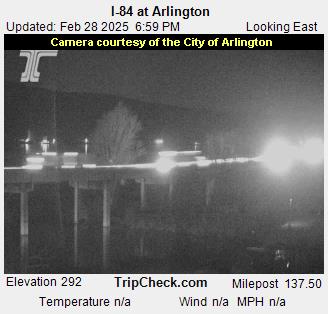 I-84 at Arlington
Updated: Feb 28 2025 6:59 PM Looking East
Camera courtesy of the City of Arlington
Elevation 292 TripCheck.com Milepost 137.50
Temperature n/a Wind n/a MPH n/a